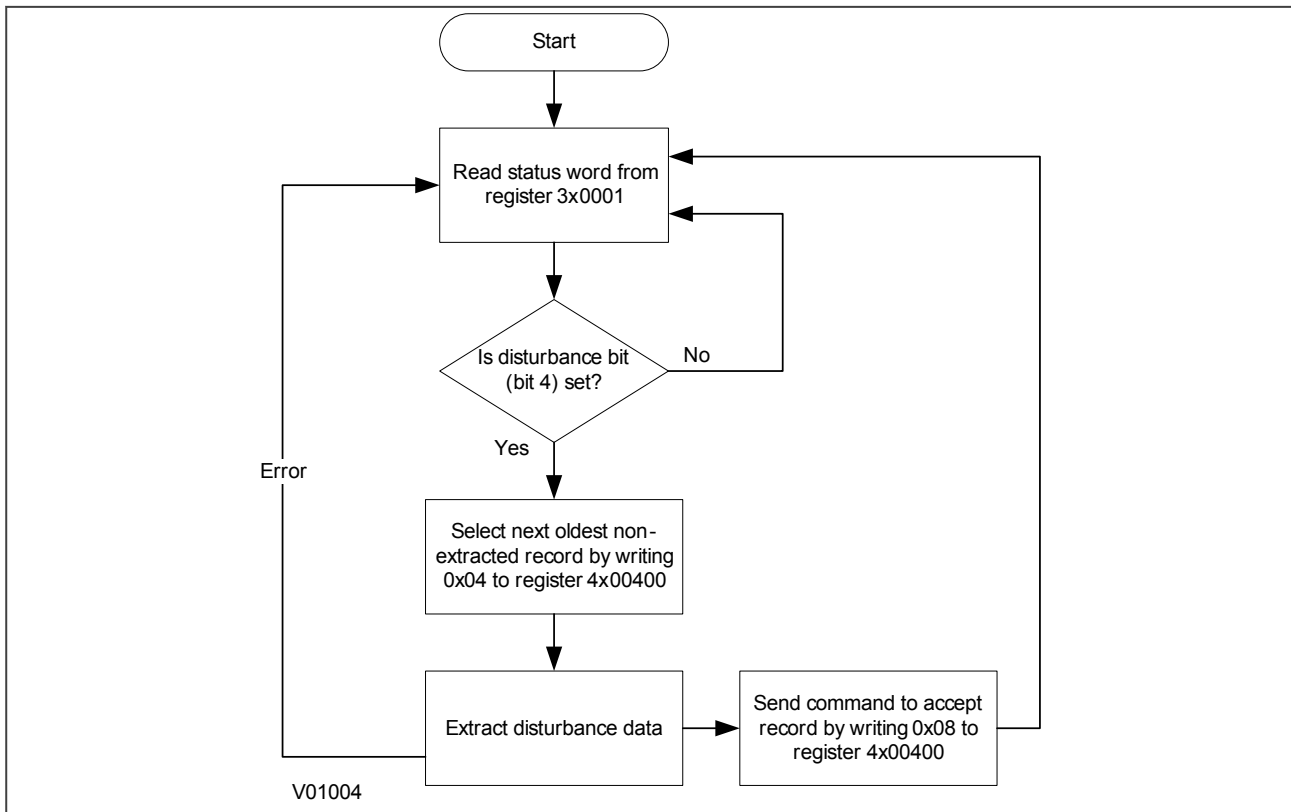 Start
Read status word from
register 3x0001
Is disturbance bit
(bit 4) set?
No
Yes
Error
Select next oldest non-
extracted record by writing
0x04 to register 4x00400
Extract disturbance data
Send command to accept
record by writing 0x08 to
register 4x00400
V01004